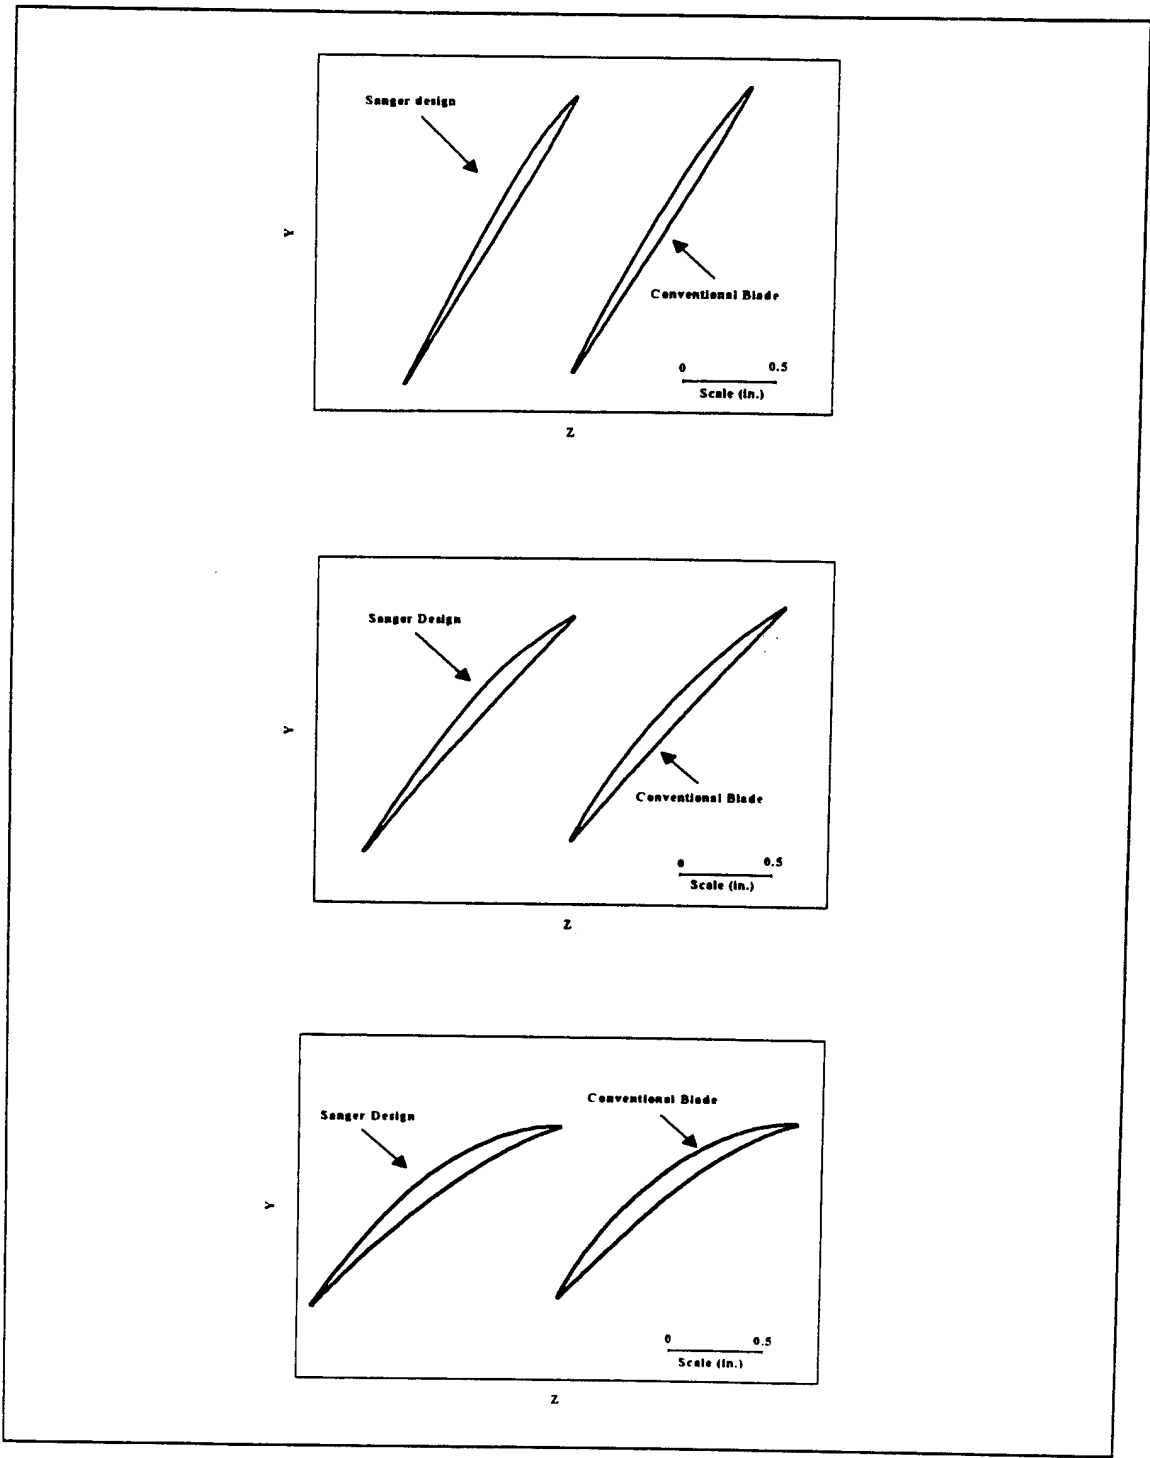 Sanger design
Y
Conventional Blade
0 0.5
Scale (in.)
Z
Sanger Design
Y
Conventional Blade
0 0.5
Scale (in.)
Z
Conventional Blade
Sanger Design
Y
0 0.5
Scale (in.)
Z